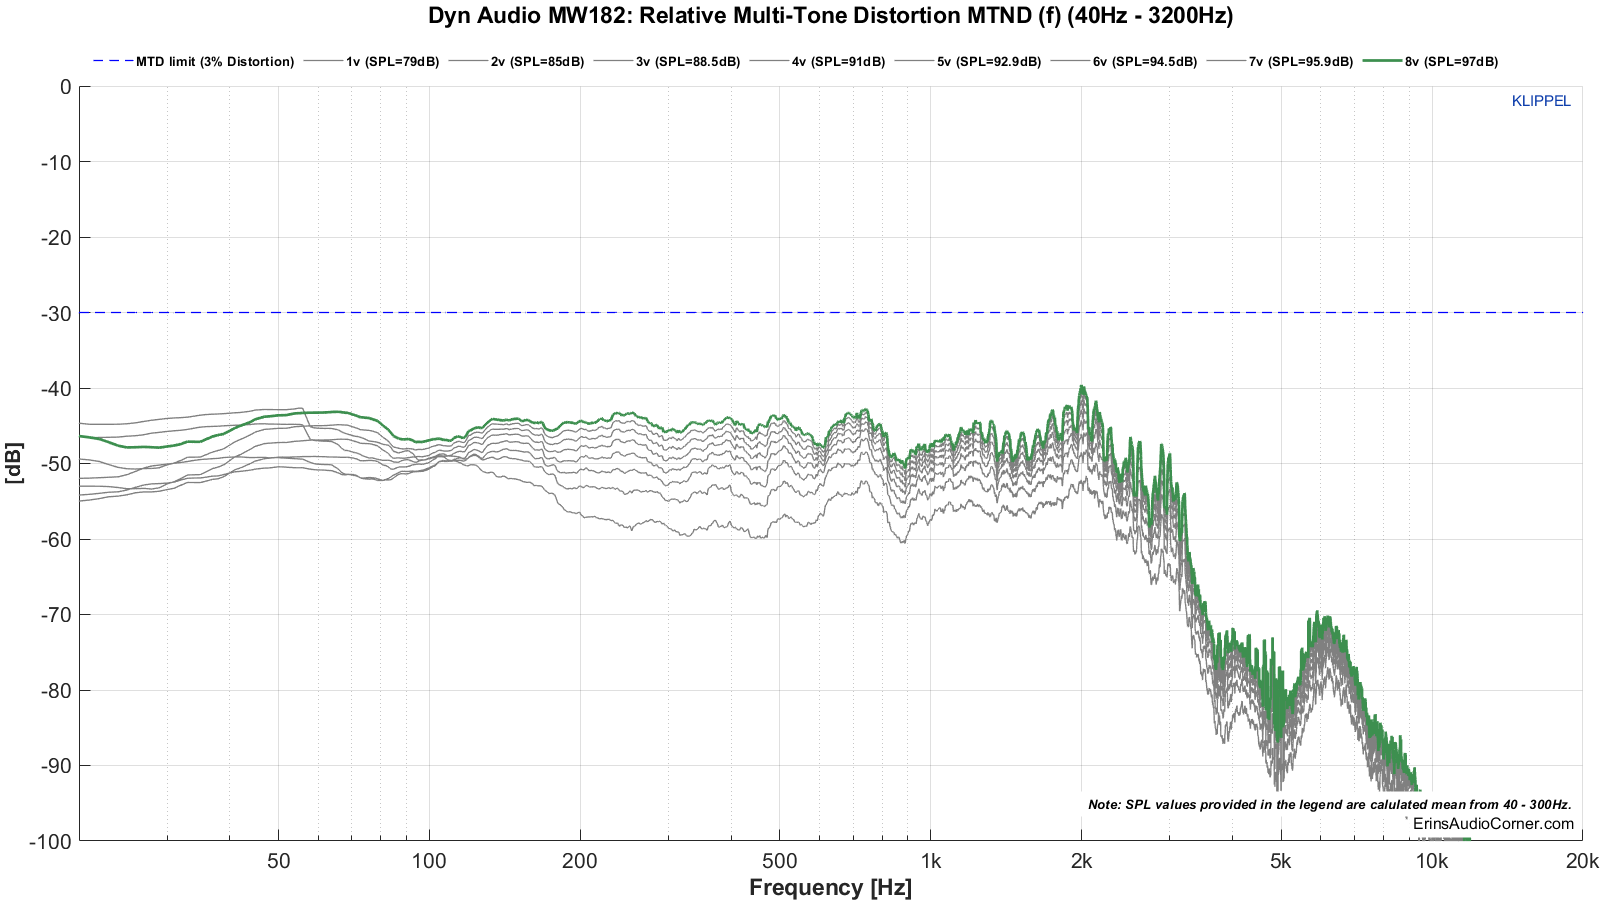 Dyn Audio MW182: Relative Multi-Tone Distortion MTND (f) (40Hz - 3200Hz)
MTD limit (3% Distortion) 1v (SPL=79dB) 2v (SPL=85dB) 3v (SPL=88.5dB) 4v (SPL=91dB) 5v (SPL=92.9dB) 6v (SPL=94.5dB) 7v (SPL=95.9dB) 8v (SPL=97dB)
KLIPPEL
0
-10
-20
-30
-40
-50
-60
-70
-80
-90
-100
[dB]
Note: SPL values provided in the legend are calulated mean from 40 - 300Hz.
ErinsAudioCorner.com
50 100 200 500 1k 2k 5k 10k 20k
Frequency [Hz]